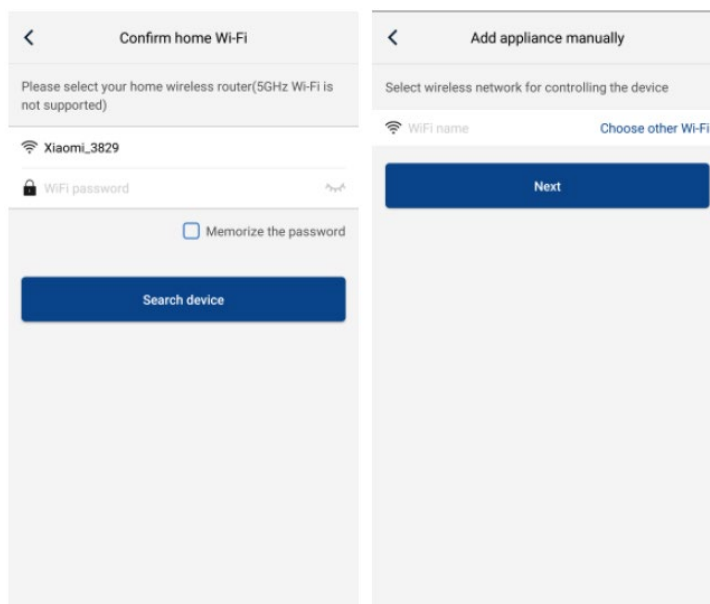 Confirm home Wi-Fi
Please select your home wireless router(5GHz Wi-Fi is
not supported)
Xiaomi_3829
WiFi password
Memorize the password
Search device
Add appliance manually
Select wireless network for controlling the device
WiFi name
Choose other Wi-Fi
Next